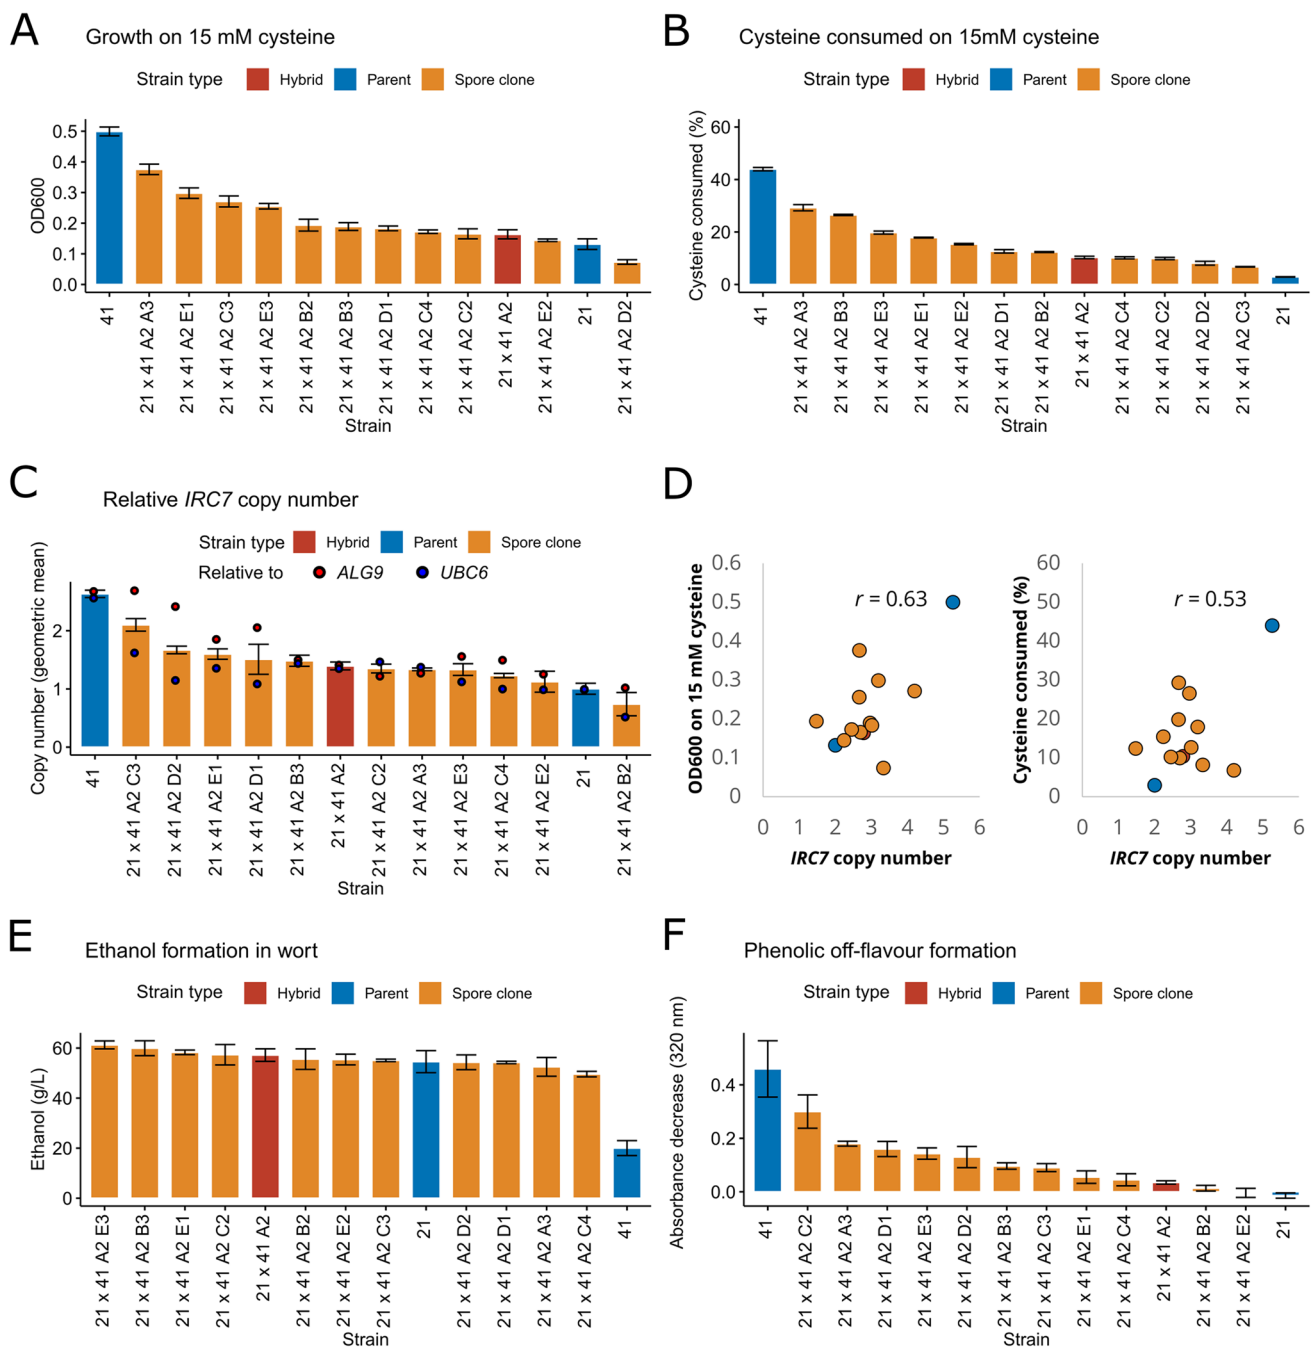 A
Growth on 15 mM cysteine
Strain type Hybrid Parent Spore clone
OD600
0.5
0.4
0.3
0.2
0.1
0.0
41
21 x 41 A2 A3
21 x 41 A2 E1
21 x 41 A2 C3
21 x 41 A2 E3
21 x 41 A2 B2
21 x 41 A2 B3
21 x 41 A2 D1
21 x 41 A2 C4
21 x 41 A2 C2
21 x 41 A2
21 x 41 A2 E2
21
21 x 41 A2 D2
Strain
B
Cysteine consumed on 15mM cysteine
Strain type Hybrid Parent Spore clone
Cysteine consumed (%)
60
40
20
0
41
21 x 41 A2 A3
21 x 41 A2 B3
21 x 41 A2 E3
21 x 41 A2 E1
21 x 41 A2 E2
21 x 41 A2 D1
21 x 41 A2 B2
21 x 41 A2
21 x 41 A2 C4
21 x 41 A2 C2
21 x 41 A2 D2
21 x 41 A2 C3
21
Strain
C
Relative IRC7 copy number
Strain type Hybrid Parent Spore clone
Relative to ALG9 UBC6
Copy number (geometric mean)
2
1
0
41
21 x 41 A2 C3
21 x 41 A2 D2
21 x 41 A2 E1
21 x 41 A2 D1
21 x 41 A2 B3
21 x 41 A2
21 x 41 A2 C2
21 x 41 A2 A3
21 x 41 A2 E3
21 x 41 A2 C4
21 x 41 A2 E2
21
21 x 41 A2 B2
Strain
D
OD600 on 15 mM cysteine
0.6
0.5
0.4
0.3
0.2
0.1
0
r = 0.63
0 1 2 3 4 5 6
IRC7 copy number
Cysteine consumed (%)
60
50
40
30
20
10
0
r = 0.53
0 1 2 3 4 5 6
IRC7 copy number
E
Ethanol formation in wort
Strain type Hybrid Parent Spore clone
Ethanol (g/L)
60
40
20
0
21 x 41 A2 E3
21 x 41 A2 B3
21 x 41 A2 E1
21 x 41 A2 C2
21 x 41 A2
21 x 41 A2 B2
21 x 41 A2 E2
21 x 41 A2 C3
21
21 x 41 A2 D2
21 x 41 A2 D1
21 x 41 A2 A3
21 x 41 A2 C4
41
Strain
F
Phenolic off-flavour formation
Strain type Hybrid Parent Spore clone
Absorbance decrease (320 nm)
0.4
0.2
0.0
41
21 x 41 A2 C2
21 x 41 A2 A3
21 x 41 A2 D1
21 x 41 A2 E3
21 x 41 A2 D2
21 x 41 A2 B3
21 x 41 A2 C3
21 x 41 A2 E1
21 x 41 A2 C4
21 x 41 A2
21 x 41 A2 B2
21 x 41 A2 E2
21
Strain